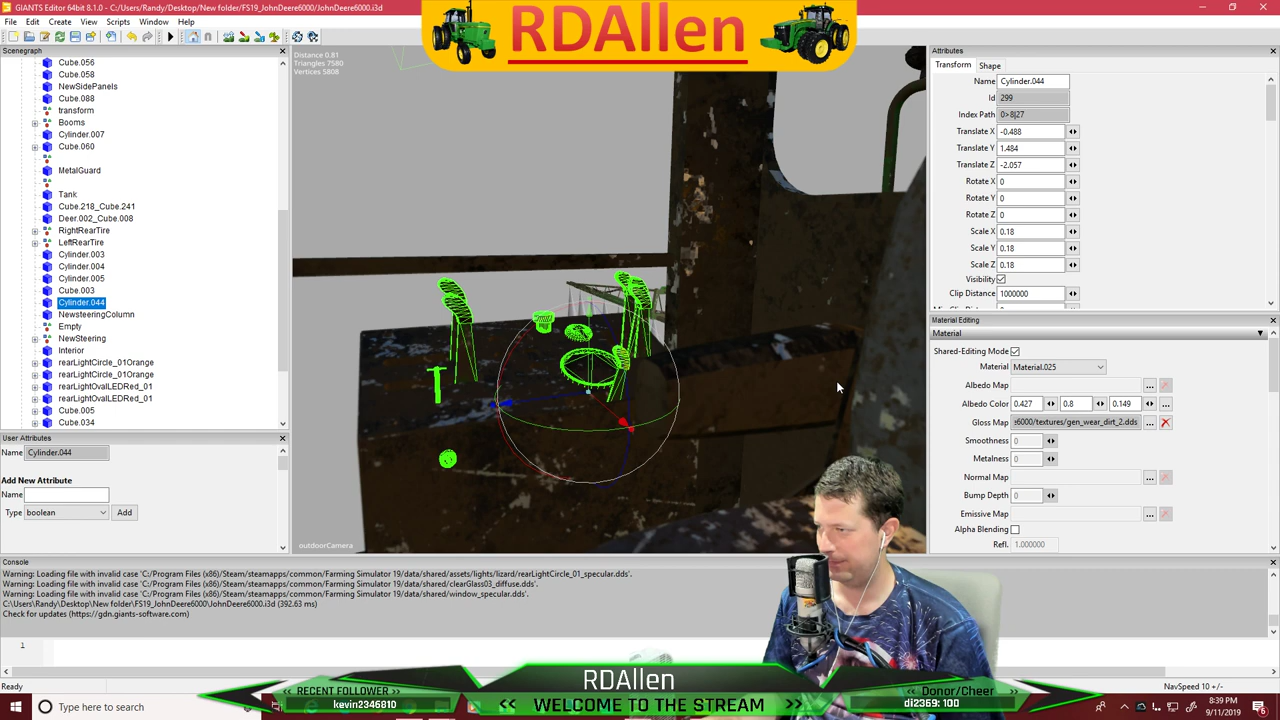 GIANTS Editor 64bit 8.1.0 - C:/Users/Randy/Desktop/New folder/FS19_JohnDeere6000/JohnDeere6000.i3d
File Edit Create View Scripts Window Help
RDAllen
Scenegraph
Cube.056
Cube.058
NewSidePanels
Cube.088
transform
Booms
Cylinder.007
Cube.060
MetalGuard
Tank
Cube.218_Cube.241
Deer.002_Cube.008
RightRearTire
LeftRearTire
Cylinder.003
Cylinder.004
Cylinder.005
Cube.003
Cylinder.044
NewsteeringColumn
Empty
NewSteering
Interior
rearLightCircle_01Orange
rearLightCircle_01Orange
rearLightOvalLEDRed_01
rearLightOvalLEDRed_01
Cube.005
Cube.034
User Attributes
Name Cylinder.044
Add New Attribute
Name
Type boolean Add
Distance 0.81
Triangles 7580
Vertices 5808
outdoorCamera
Attributes
Transform Shape
Name Cylinder.044
Id 299
Index Path 0>8|27
Translate X -0.488
Translate Y 1.484
Translate Z -2.057
Rotate X 0
Rotate Y 0
Rotate Z 0
Scale X 0.18
Scale Y 0.18
Scale Z 0.18
Visibility
Clip Distance 1000000
Material Editing
Material
Shared-Editing Mode
Material Material.025
Albedo Map ...
Albedo Color 0.427 0.8 0.149 ...
Gloss Map :6000/textures/gen_wear_dirt_2.dds ...
Smoothness 0
Metalness 0
Normal Map ...
Bump Depth 0
Emissive Map ...
Alpha Blending
Refl. 1.000000
Console
Warning: Loading file with invalid case 'C:/Program Files (x86)/Steam/steamapps/common/Farming Simulator 19/data/shared/assets/lights/lizard/rearLightCircle_01_specular.dds'.
Warning: Loading file with invalid case 'C:/Program Files (x86)/Steam/steamapps/common/Farming Simulator 19/data/shared/clearGlass03_diffuse.dds'.
Warning: Loading file with invalid case 'C:/Program Files (x86)/Steam/steamapps/common/Farming Simulator 19/data/shared/window_specular.dds'.
C:\Users\Randy\Desktop\New folder\FS19_JohnDeere6000\JohnDeere6000.i3d (392.63 ms)
Check for updates (https://gdn.giants-software.com)
1
Ready
NavSpeed 10 +/-
RDAllen
<< RECENT FOLLOWER >>
kevin2346810
<< WELCOME TO THE STREAM >>
<< Donor/Cheer >>
di2369: 100
Type here to search
8:39 PM
9/11/2019